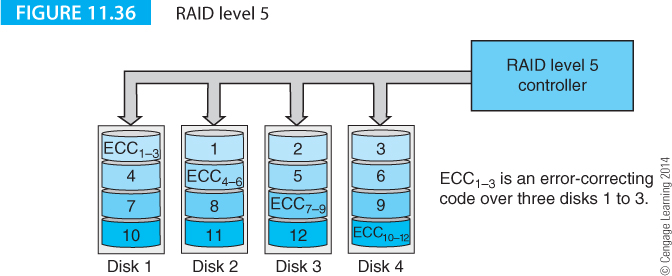 FIGURE 11.36 RAID level 5
RAID level 5
controller
ECC1–3 1 2 3
4 ECC4–6 5 6
7 8 ECC7–9 9
10 11 12 ECC10–12
Disk 1 Disk 2 Disk 3 Disk 4
ECC1–3 is an error-correcting
code over three disks 1 to 3.
© Cengage Learning 2014